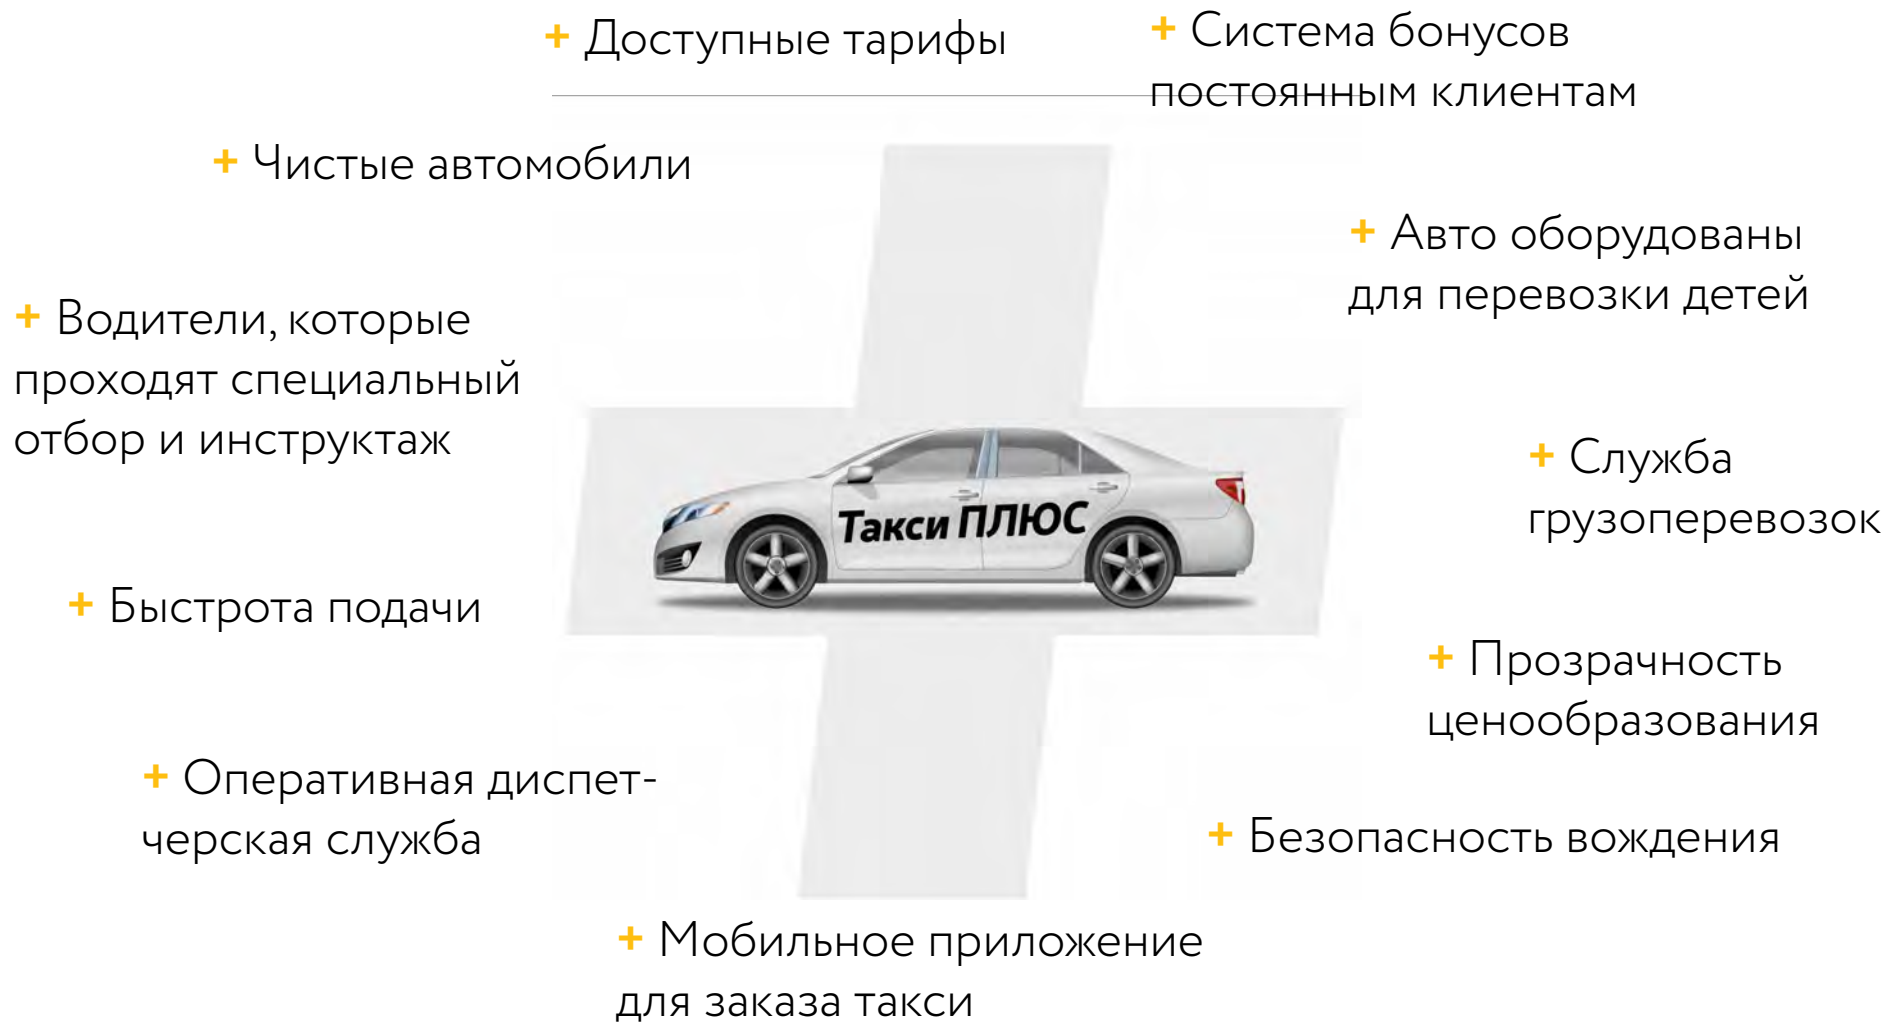 + Доступные тарифы
+ Система бонусов
постоянным клиентам
+ Чистые автомобили
+ Авто оборудованы
для перевозки детей
+ Водители, которые
проходят специальный
отбор и инструктаж
+ Служба
грузоперевозок
Такси ПЛЮС
+ Быстрота подачи
+ Прозрачность
ценообразования
+ Оперативная диспет-
черская служба
+ Безопасность вождения
+ Мобильное приложение
для заказа такси